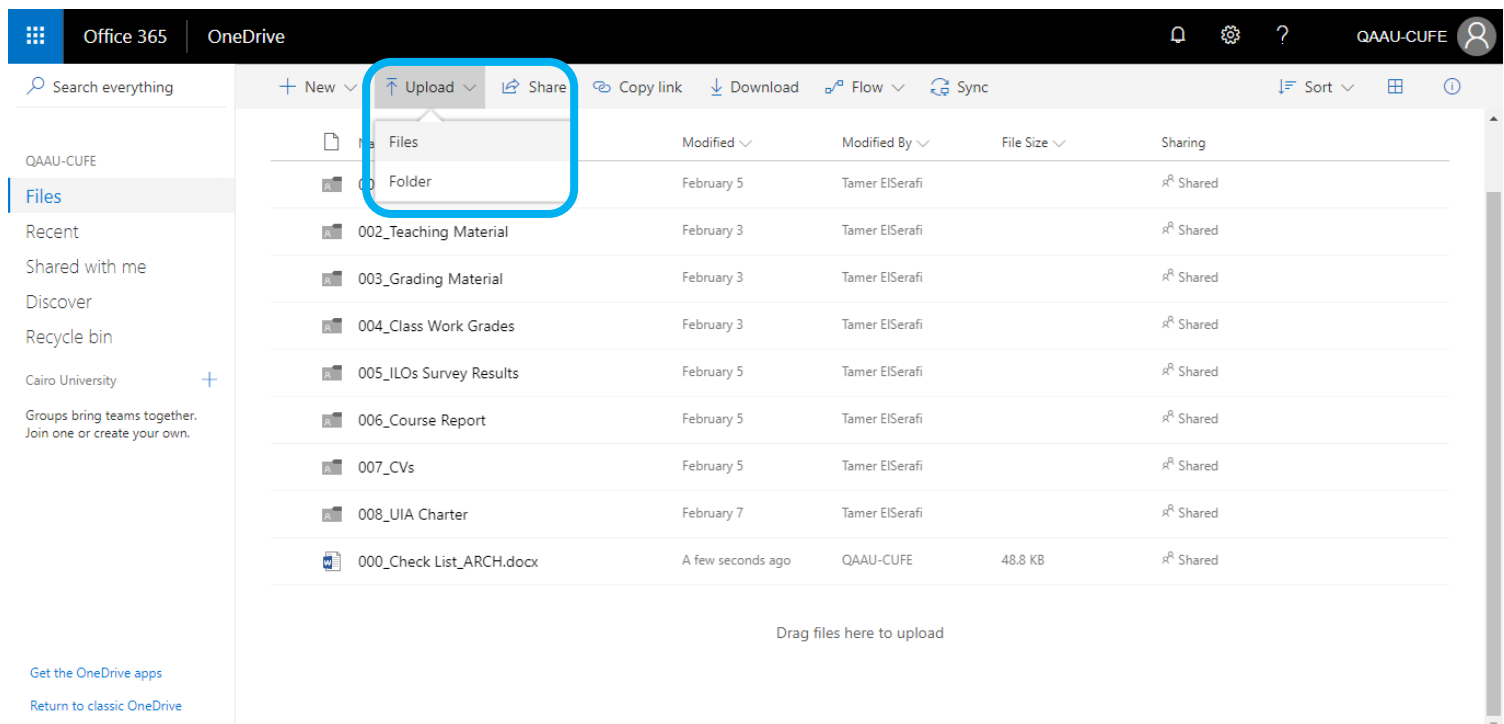 Office 365 OneDrive ? QAAU-CUFE
Search everything + New Upload Share Copy link Download Flow Sync Sort
Files
Folder
Modified Modified By File Size Sharing
QAAU-CUFE
Files
February 5 Tamer ElSerafi Shared
Recent
002_Teaching Material February 3 Tamer ElSerafi Shared
Shared with me
003_Grading Material February 3 Tamer ElSerafi Shared
Discover
004_Class Work Grades February 3 Tamer ElSerafi Shared
Recycle bin
005_ILOs Survey Results February 5 Tamer ElSerafi Shared
Cairo University +
Groups bring teams together.
Join one or create your own.
006_Course Report February 5 Tamer ElSerafi Shared
007_CVs February 5 Tamer ElSerafi Shared
008_UIA Charter February 7 Tamer ElSerafi Shared
000_Check List_ARCH.docx A few seconds ago QAAU-CUFE 48.8 KB Shared
Drag files here to upload
Get the OneDrive apps
Return to classic OneDrive